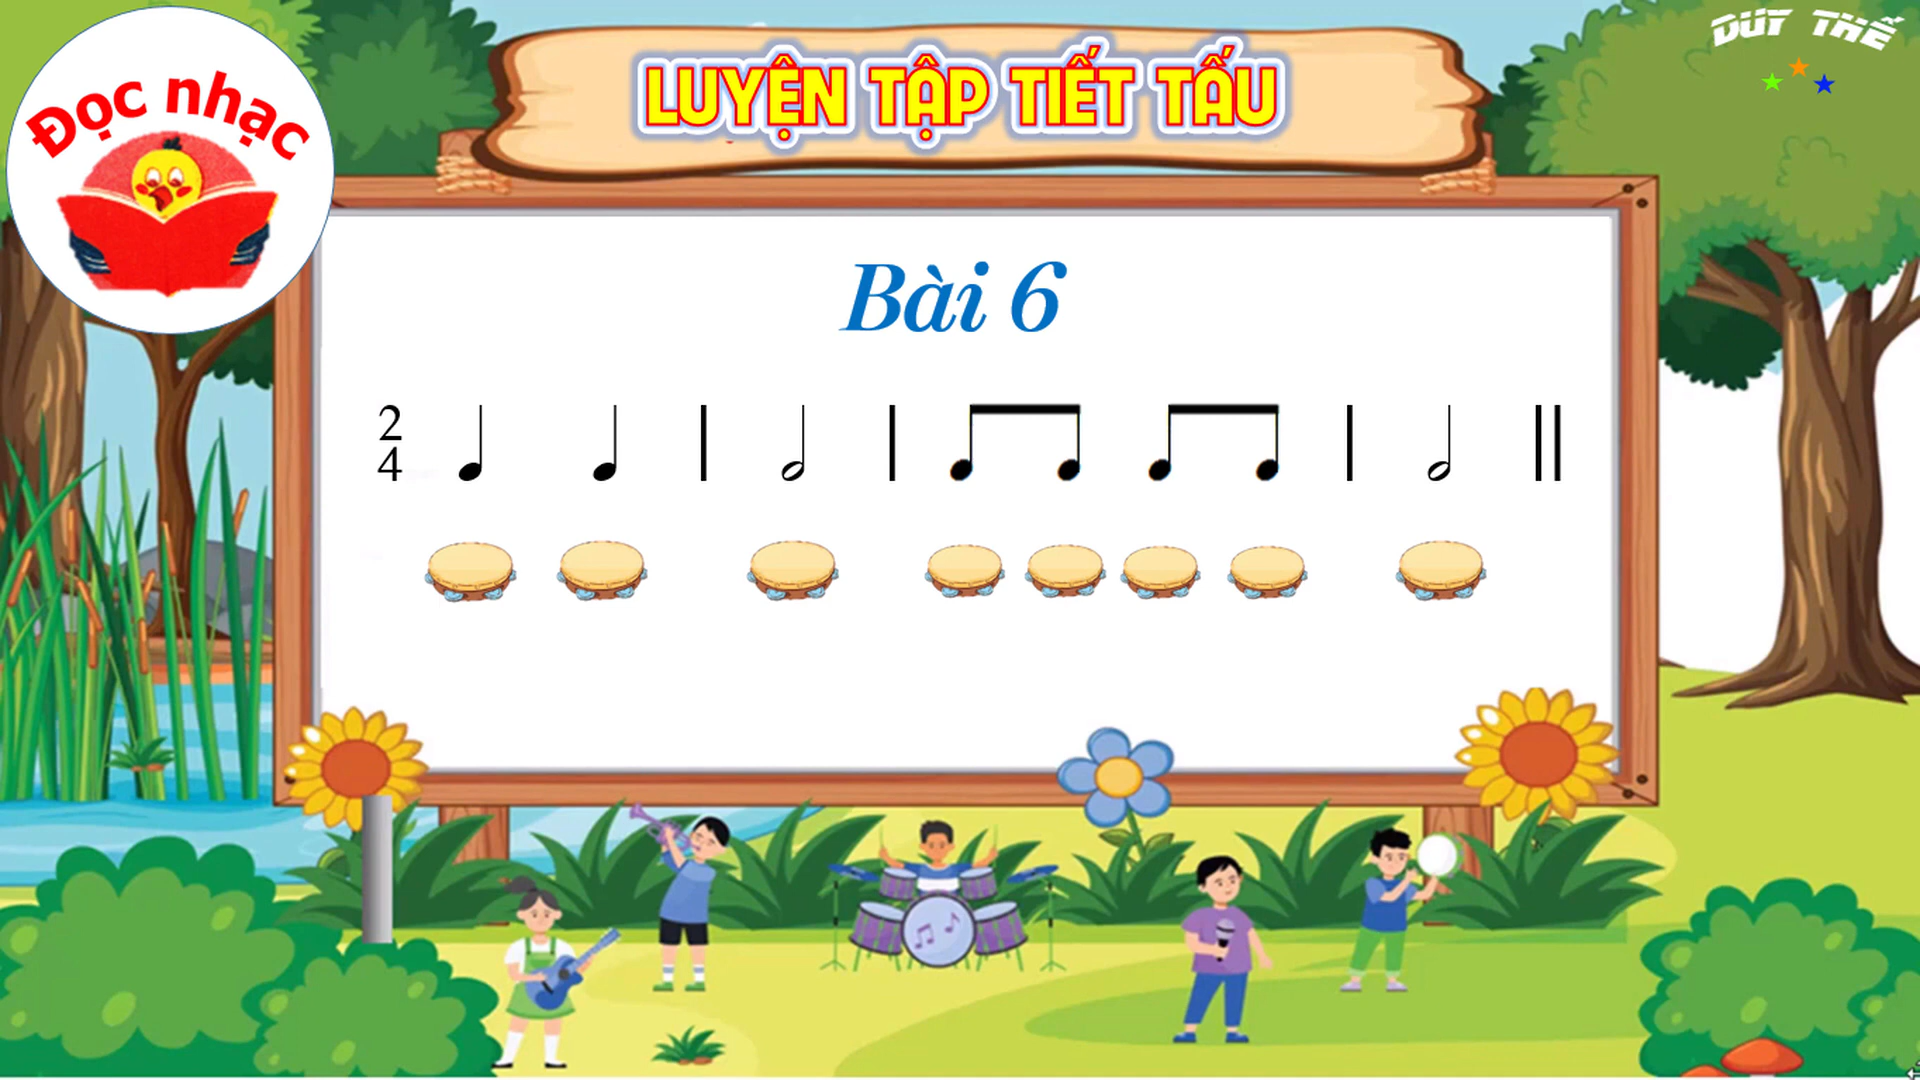 Đọc nhạc
LUYỆN TẬP TIẾT TẤU
DUY THẾ
Bài 6
2
4